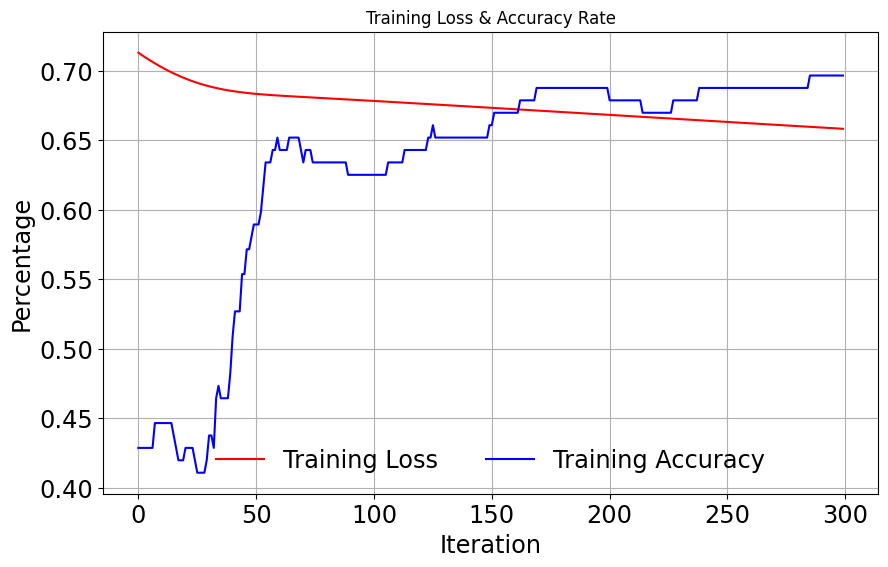 Training Loss & Accuracy Rate
0.70
0.65
0.60
0.55
0.50
0.45
0.40
Percentage
Training Loss
Training Accuracy
0 50 100 150 200 250 300
Iteration